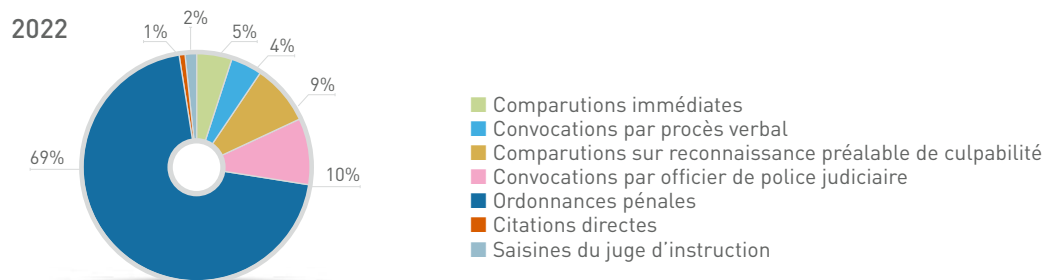 2022
2%
1%
5%
4%
9%
69%
10%
Comparutions immédiates
Convocations par procès verbal
Comparutions sur reconnaissance préalable de culpabilité
Convocations par officier de police judiciaire
Ordonnances pénales
Citations directes
Saisines du juge d'instruction